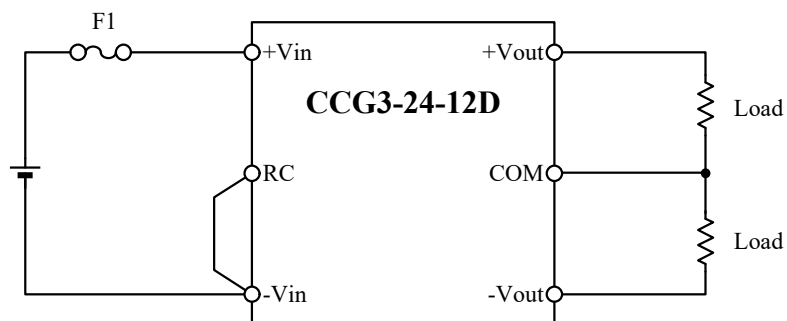 F1
+Vin
+Vout
CCG3-24-12D
Load
RC
COM
Load
-Vin
-Vout